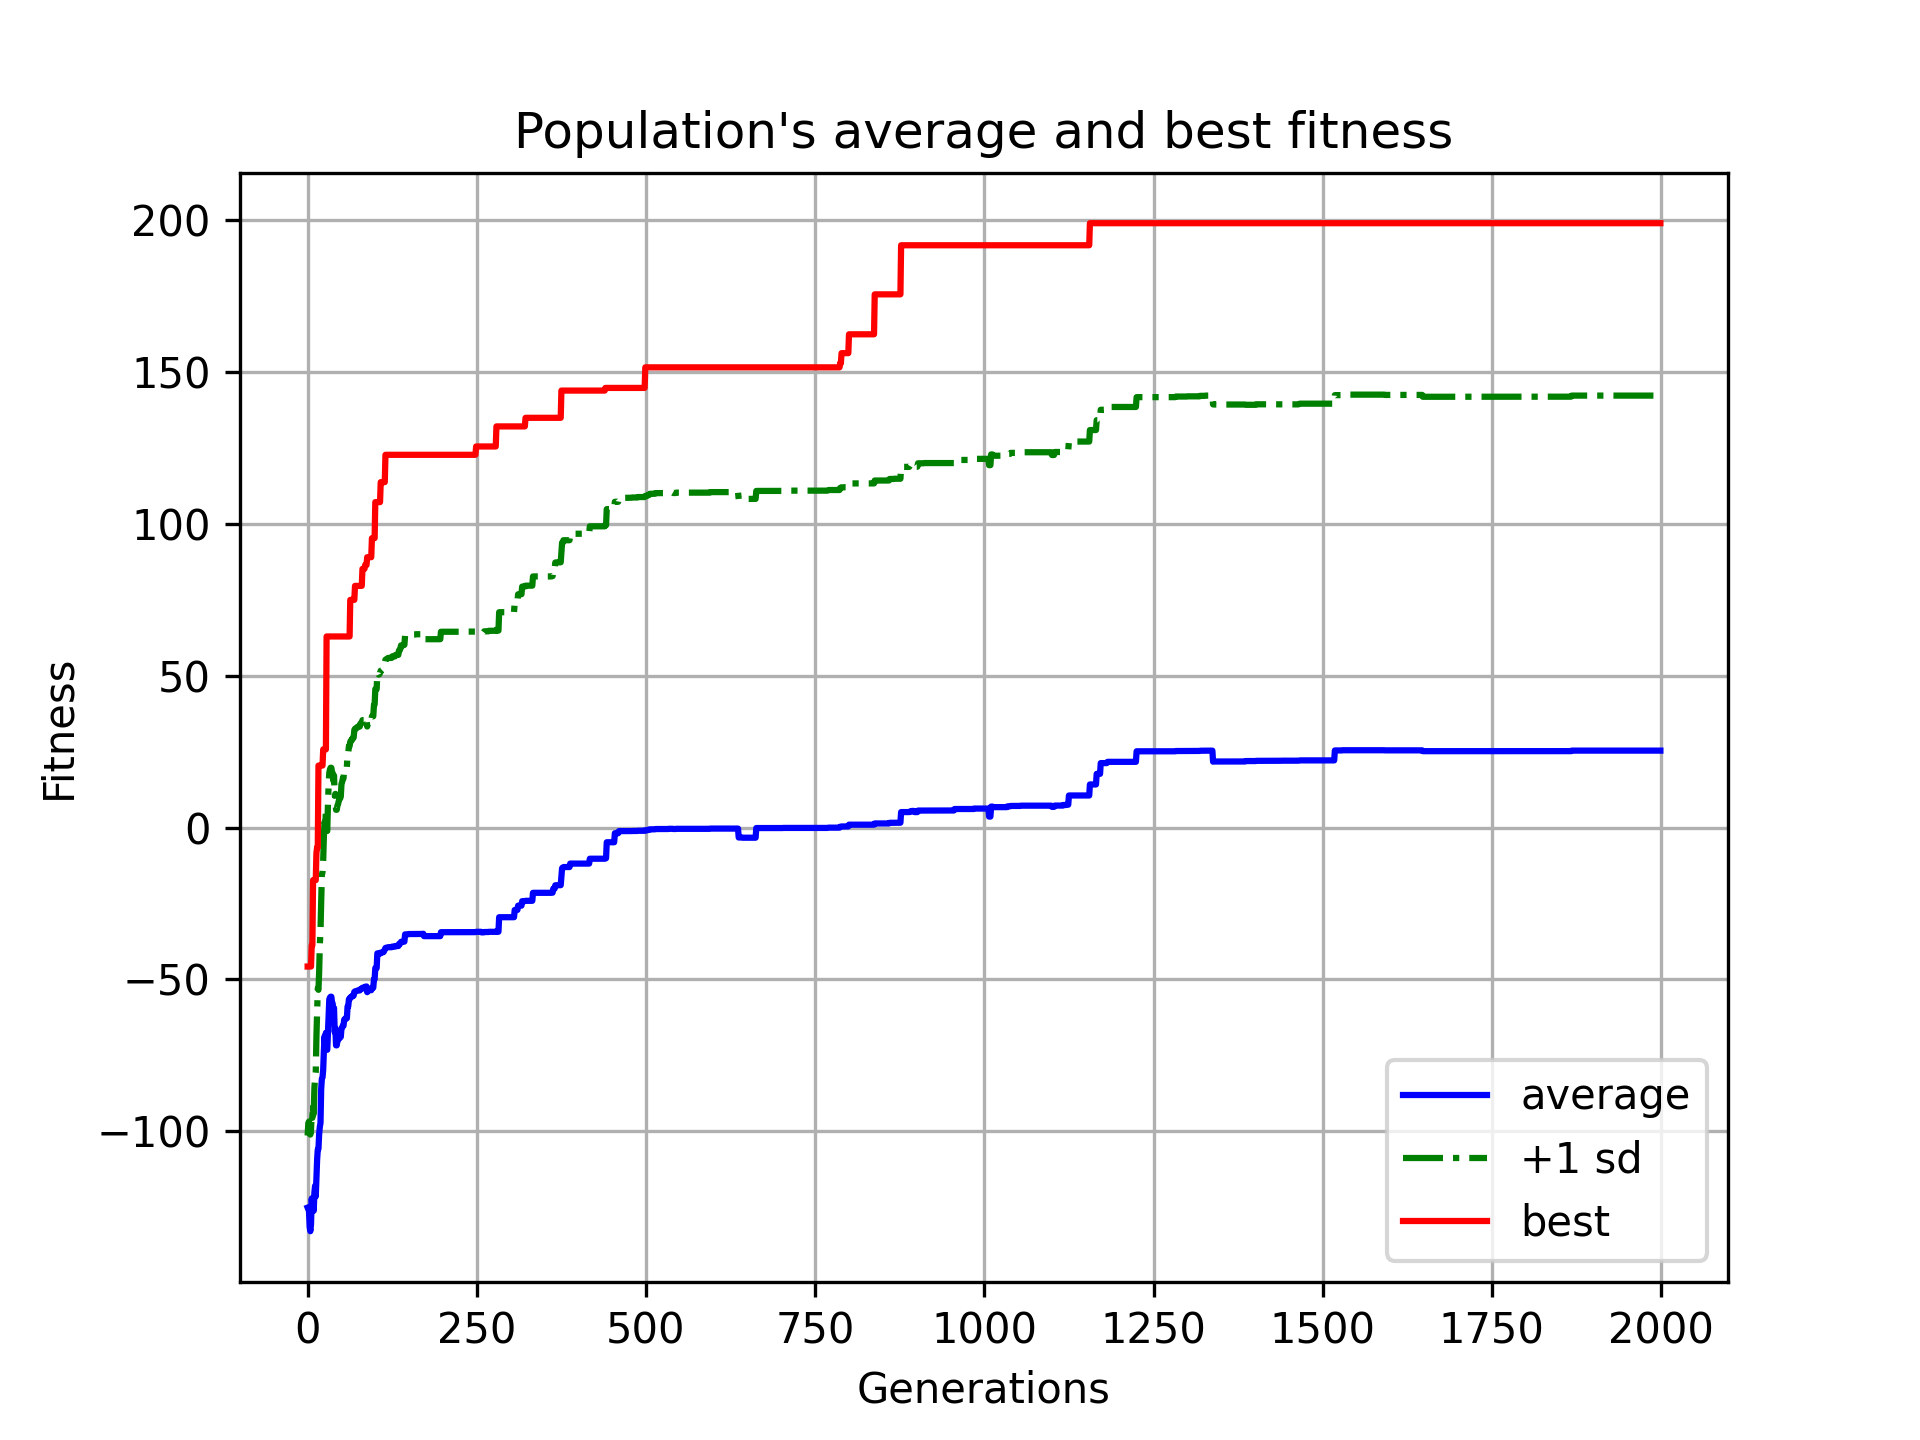 Population's average and best fitness
200
150
100
50
0
−50
−100
Fitness
0 250 500 750 1000 1250 1500 1750 2000
Generations
average
+1 sd
best